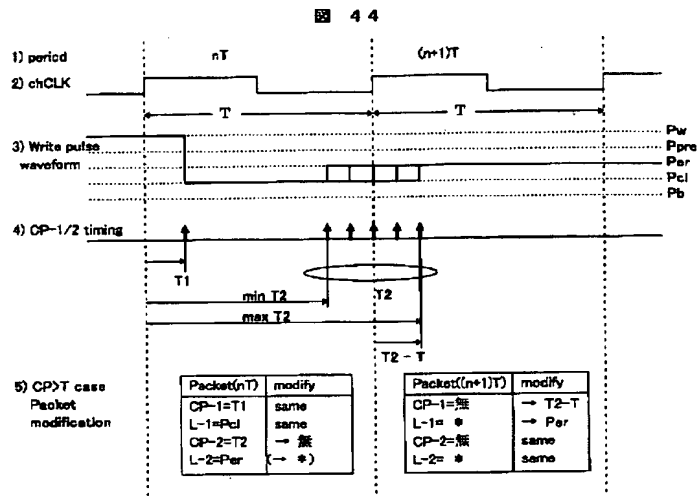 図 44
1) period nT (n+1)T
2) chCLK
T T
3) Write pulse waveform
Pw
Ppre
Per
Pcl
Pb
4) CP-1/2 timing
T1
T2
min T2
max T2
T2 - T
5) CP>T case
Packet
modification
Packet(nT) modify
CP-1=T1 same
L-1=Pcl same
CP-2=T2 → 無
L-2=Per (→ *)
Packet((n+1)T) modify
CP-1=無 → T2-T
L-1= * → Per
CP-2=無 same
L-2= * same